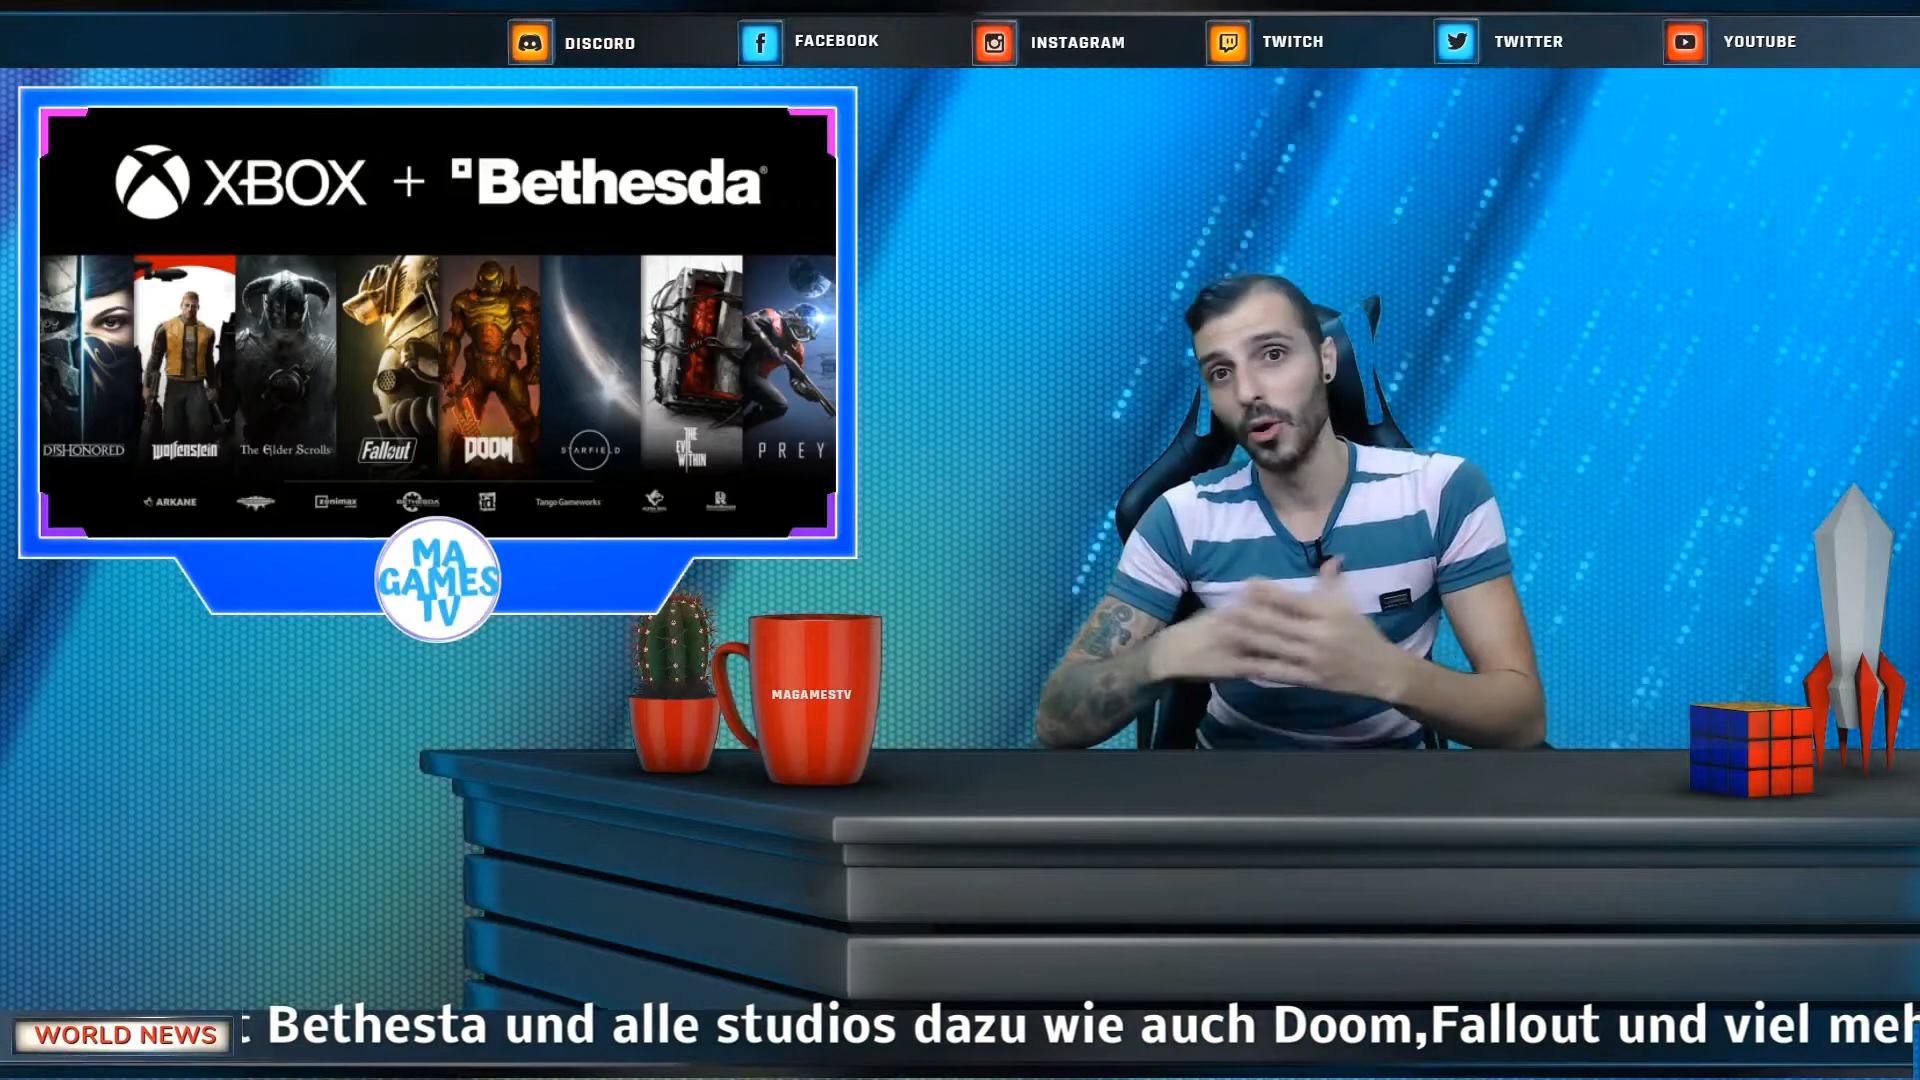 DISCORD
FACEBOOK
INSTAGRAM
TWITCH
TWITTER
YOUTUBE
XBOX + Bethesda®
DISHONORED
Wolfenstein
The Elder Scrolls
Fallout
DOOM
STARFIELD
THE EVIL WITHIN
PREY
ARKANE
zenimax
BETHESDA
id
Tango Gameworks
MA
GAMES
TV
MAGAMESTV
WORLD NEWS
t Bethesta und alle studios dazu wie auch Doom,Fallout und viel meh